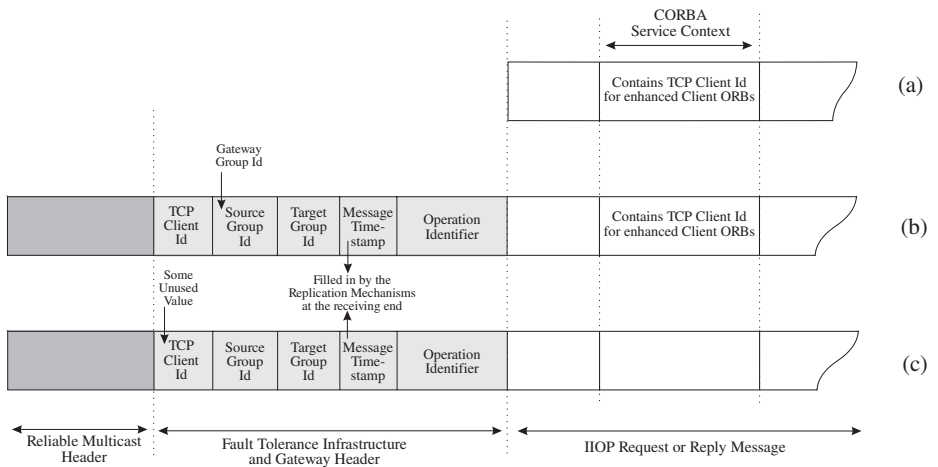 CORBA
Service Context
Contains TCP Client Id
for enhanced Client ORBs
(a)
Gateway
Group Id
TCP
Client
Id
Source
Group
Id
Target
Group
Id
Message
Time-
stamp
Operation
Identifier
Contains TCP Client Id
for enhanced Client ORBs
(b)
Some
Unused
Value
Filled in by the
Replication Mechanisms
at the receiving end
TCP
Client
Id
Source
Group
Id
Target
Group
Id
Message
Time-
stamp
Operation
Identifier
(c)
Reliable Multicast
Header
Fault Tolerance Infrastructure
and Gateway Header
IIOP Request or Reply Message